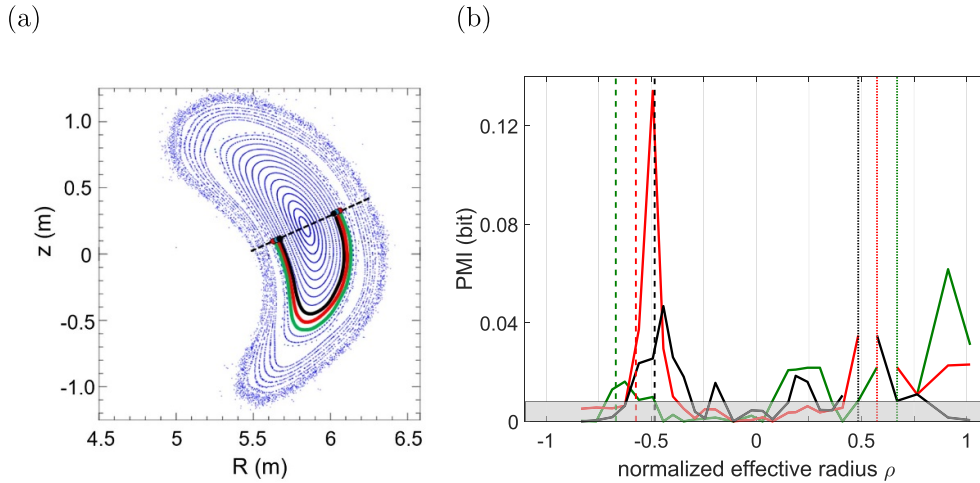 (a)
(b)
1.0
0.5
0
-0.5
-1.0
z (m)
4.5 5 5.5 6 6.5
R (m)
0.12
0.08
0.04
0
PMI (bit)
-1 -0.5 0 0.5 1
normalized effective radius ρ